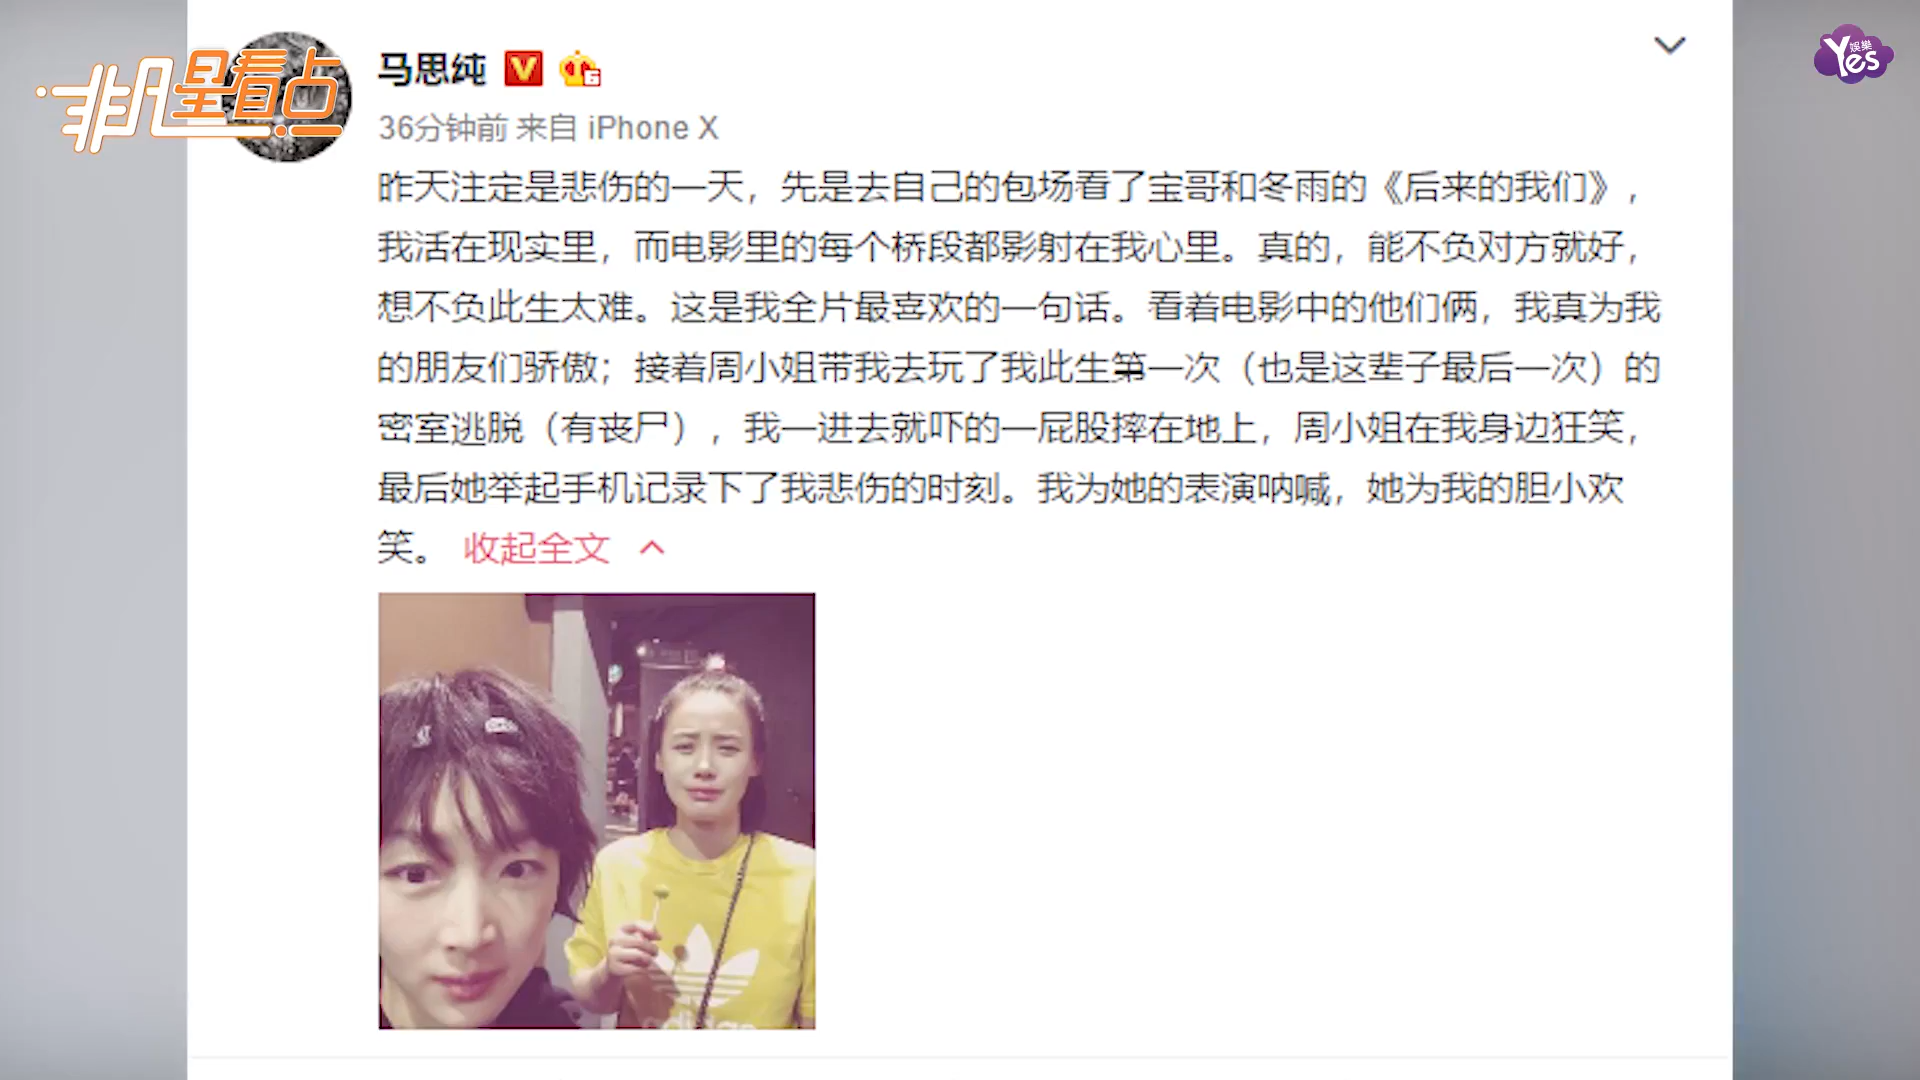 非凡星看点
Yes
娱樂
马思纯
36分钟前 来自 iPhone X
昨天注定是悲伤的一天，先是去自己的包场看了宝哥和冬雨的《后来的我们》，
我活在现实里，而电影里的每个桥段都影射在我心里。真的，能不负对方就好，
想不负此生太难。这是我全片最喜欢的一句话。看着电影中的他们俩，我真为我
的朋友们骄傲；接着周小姐带我去玩了我此生第一次（也是这辈子最后一次）的
密室逃脱（有丧尸），我一进去就吓的一屁股摔在地上，周小姐在我身边狂笑，
最后她举起手机记录下了我悲伤的时刻。我为她的表演呐喊，她为我的胆小欢
笑。 收起全文
adidas